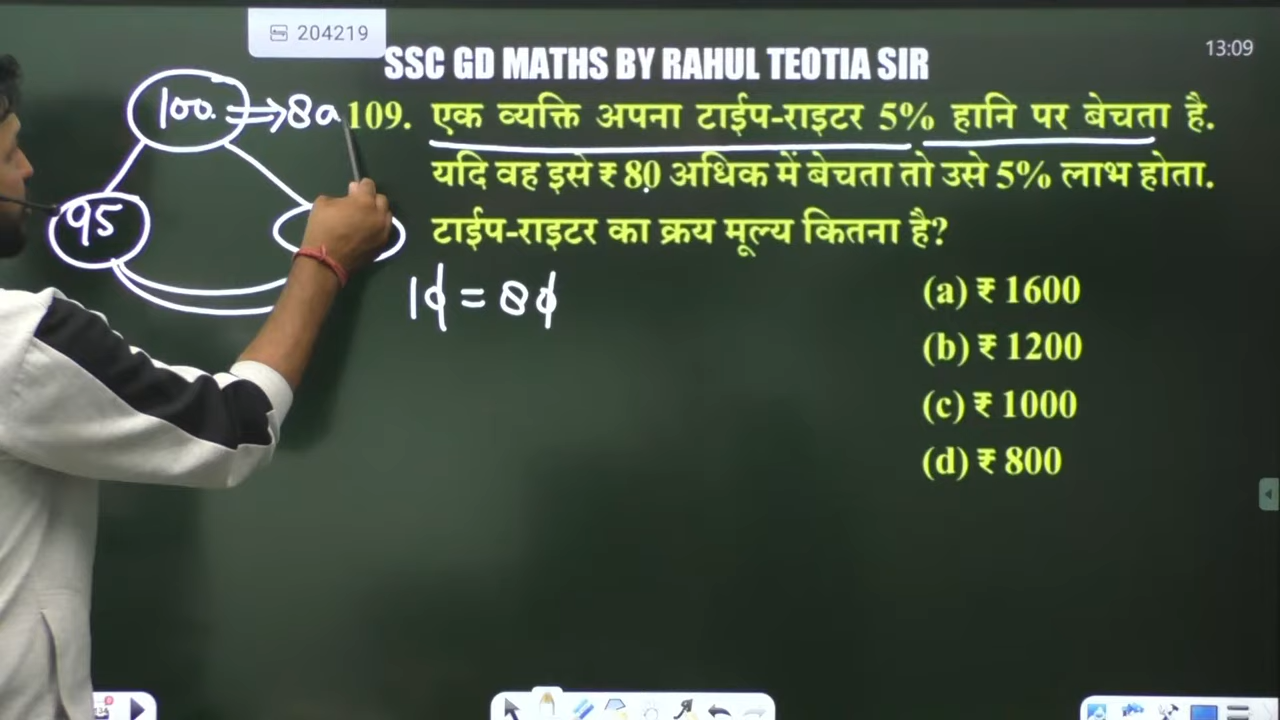 204219
SSC GD MATHS BY RAHUL TEOTIA SIR
13:09
100 ⇒ 80
95
109. एक व्यक्ति अपना टाईप-राइटर 5% हानि पर बेचता है.
यदि वह इसे ₹ 80 अधिक में बेचता तो उसे 5% लाभ होता.
टाईप-राइटर का क्रय मूल्य कितना है?
10 = 80
(a) ₹ 1600
(b) ₹ 1200
(c) ₹ 1000
(d) ₹ 800